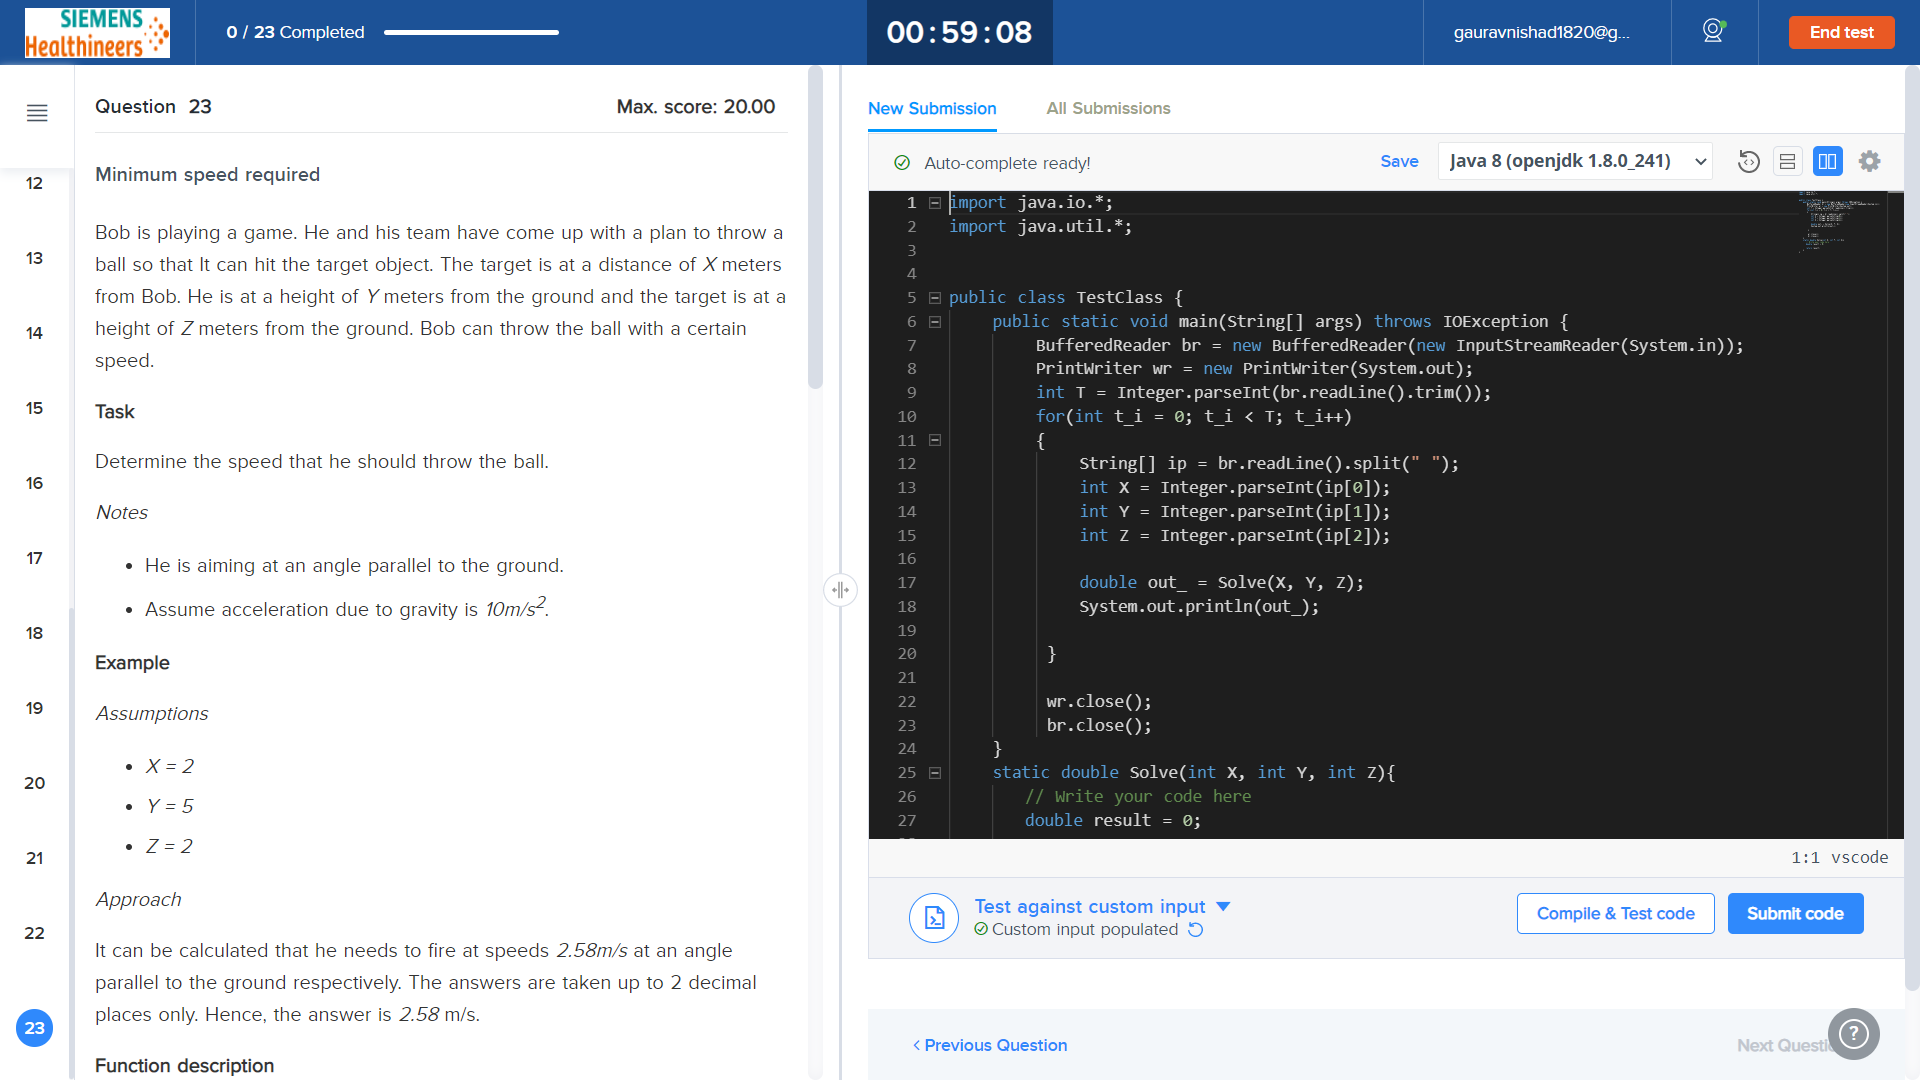 SIEMENS
Healthineers
0 / 23 Completed
00:59:08
gauravnishad1820@g...
End test
12
13
14
15
16
17
18
19
20
21
22
23
Question 23
Max. score: 20.00
Minimum speed required
Bob is playing a game. He and his team have come up with a plan to throw a
ball so that It can hit the target object. The target is at a distance of X meters
from Bob. He is at a height of Y meters from the ground and the target is at a
height of Z meters from the ground. Bob can throw the ball with a certain
speed.
Task
Determine the speed that he should throw the ball.
Notes
• He is aiming at an angle parallel to the ground.
• Assume acceleration due to gravity is 10m/s².
Example
Assumptions
• X = 2
• Y = 5
• Z = 2
Approach
It can be calculated that he needs to fire at speeds 2.58m/s at an angle
parallel to the ground respectively. The answers are taken up to 2 decimal
places only. Hence, the answer is 2.58 m/s.
Function description
New Submission
All Submissions
Auto-complete ready!
Save
Java 8 (openjdk 1.8.0_241)
1 import java.io.*;
2 import java.util.*;
3
4
5 public class TestClass {
6 public static void main(String[] args) throws IOException {
7 BufferedReader br = new BufferedReader(new InputStreamReader(System.in));
8 PrintWriter wr = new PrintWriter(System.out);
9 int T = Integer.parseInt(br.readLine().trim());
10 for(int t_i = 0; t_i < T; t_i++)
11 {
12 String[] ip = br.readLine().split(" ");
13 int X = Integer.parseInt(ip[0]);
14 int Y = Integer.parseInt(ip[1]);
15 int Z = Integer.parseInt(ip[2]);
16
17 double out_ = Solve(X, Y, Z);
18 System.out.println(out_);
19
20 }
21
22 wr.close();
23 br.close();
24 }
25 static double Solve(int X, int Y, int Z){
26 // Write your code here
27 double result = 0;
1:1 vscode
Test against custom input
Custom input populated
Compile & Test code
Submit code
< Previous Question
Next Questi
?